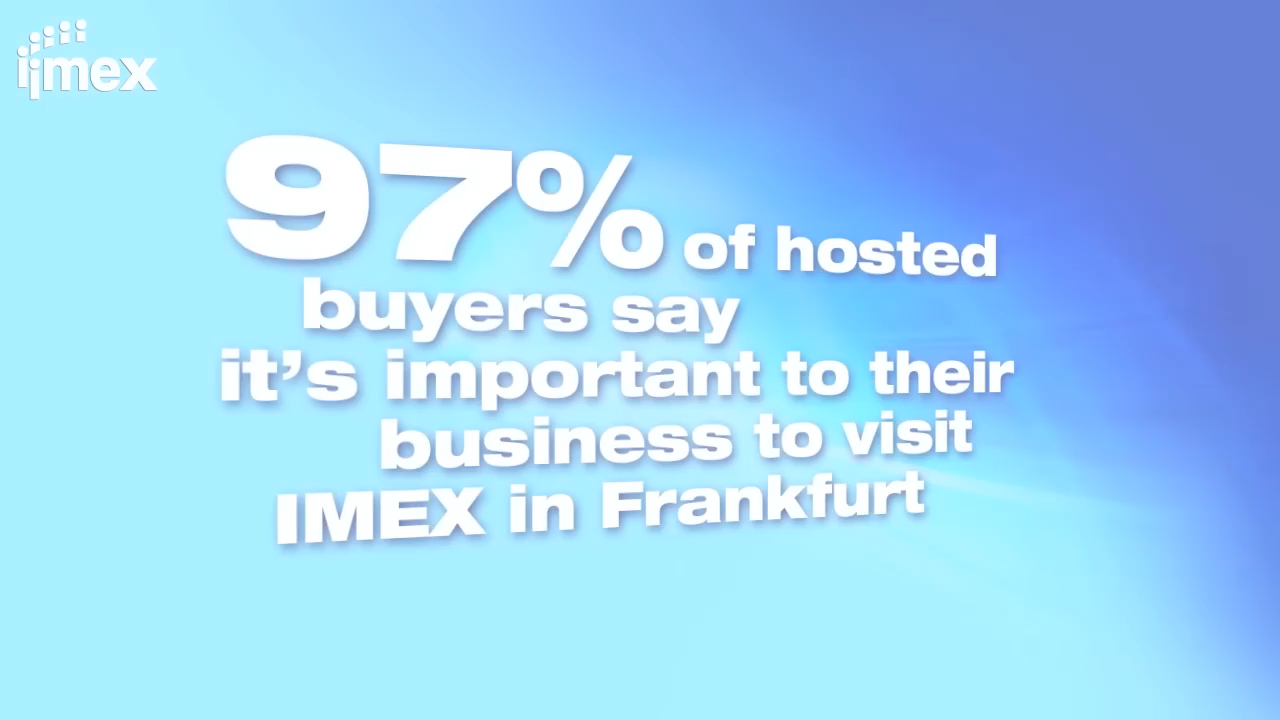 imex
97% of hosted
buyers say
it's important to their
business to visit
IMEX in Frankfurt